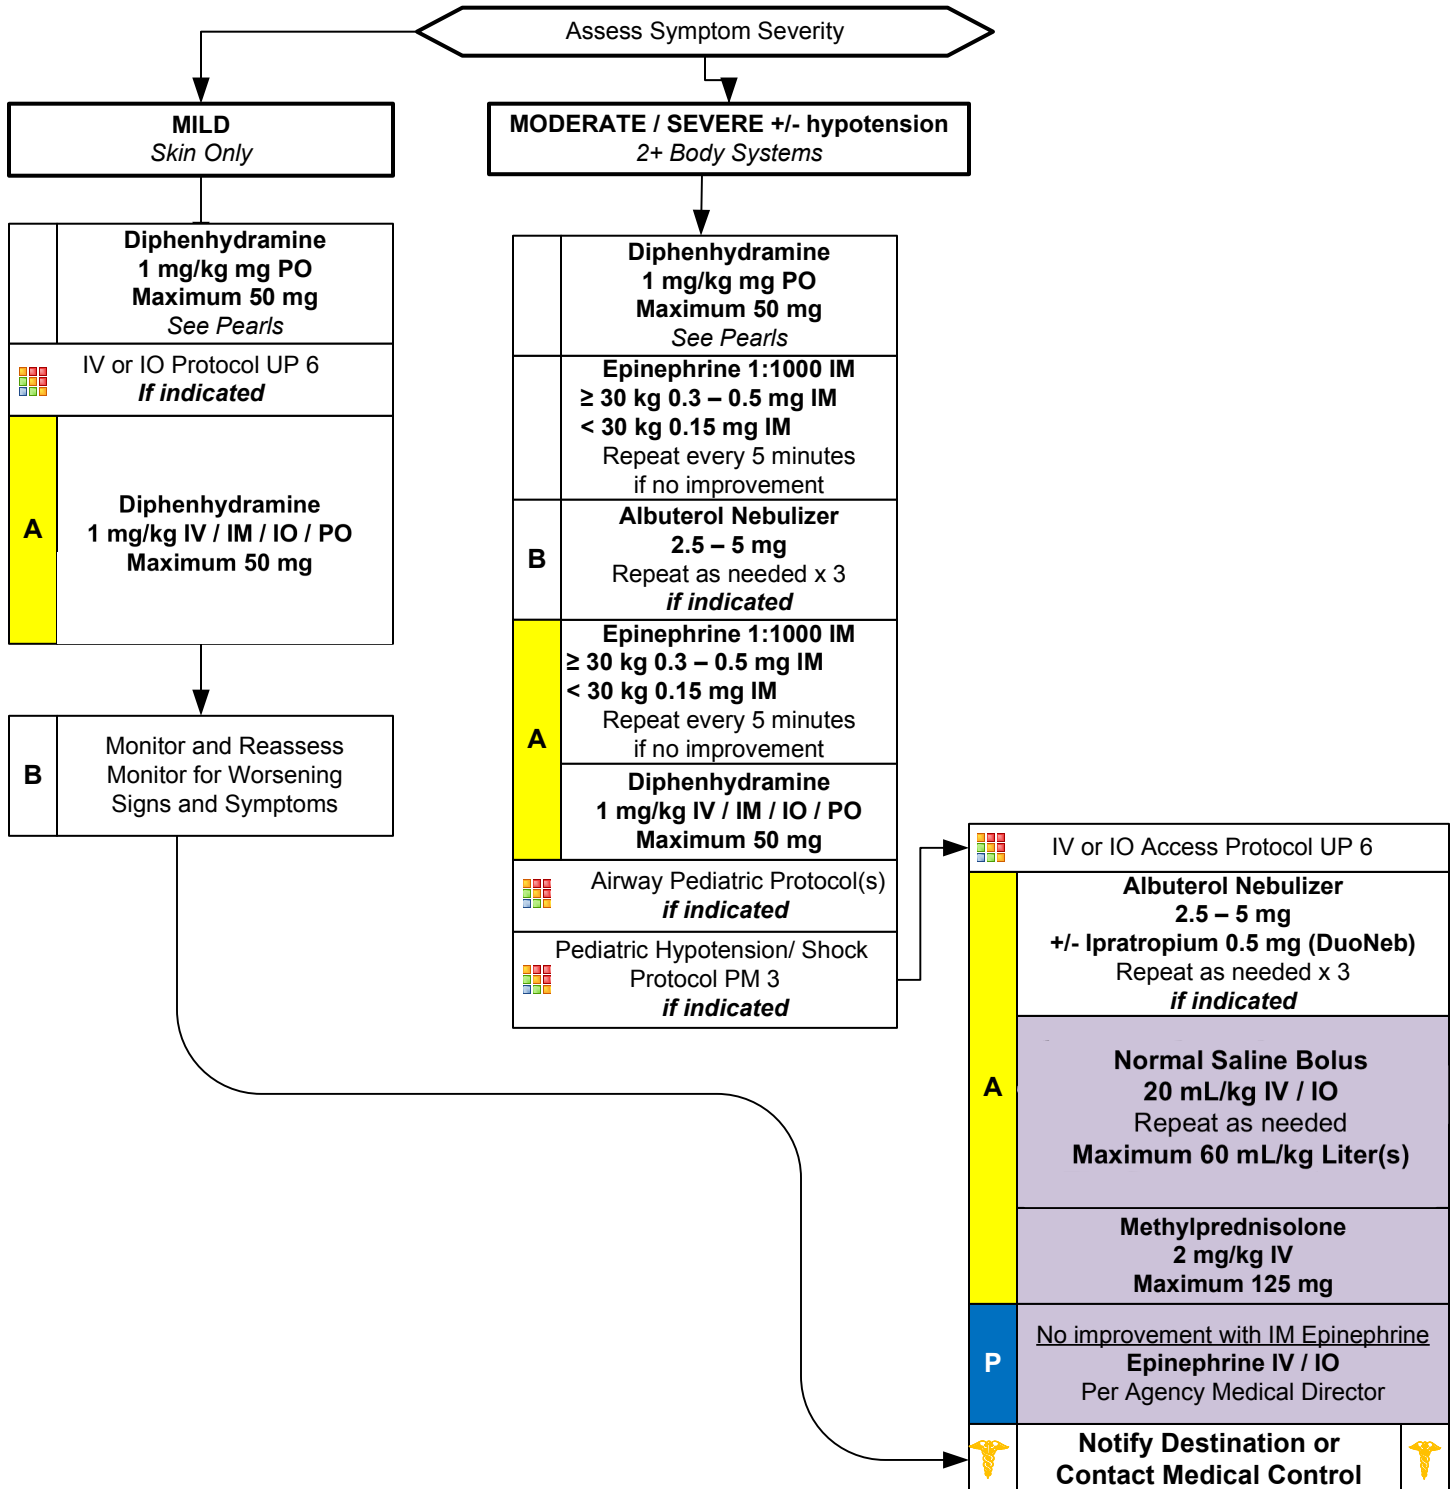 Assess Symptom Severity
MILD
Skin Only
MODERATE / SEVERE +/- hypotension
2+ Body Systems
Diphenhydramine
1 mg/kg mg PO
Maximum 50 mg
See Pearls
IV or IO Protocol UP 6
If indicated
A
Diphenhydramine
1 mg/kg IV / IM / IO / PO
Maximum 50 mg
B
Monitor and Reassess
Monitor for Worsening
Signs and Symptoms
Diphenhydramine
1 mg/kg mg PO
Maximum 50 mg
See Pearls
Epinephrine 1:1000 IM
≥ 30 kg 0.3 – 0.5 mg IM
< 30 kg 0.15 mg IM
Repeat every 5 minutes
if no improvement
B
Albuterol Nebulizer
2.5 – 5 mg
Repeat as needed x 3
if indicated
A
Epinephrine 1:1000 IM
≥ 30 kg 0.3 – 0.5 mg IM
< 30 kg 0.15 mg IM
Repeat every 5 minutes
if no improvement
Diphenhydramine
1 mg/kg IV / IM / IO / PO
Maximum 50 mg
Airway Pediatric Protocol(s)
if indicated
Pediatric Hypotension/ Shock
Protocol PM 3
if indicated
IV or IO Access Protocol UP 6
A
Albuterol Nebulizer
2.5 – 5 mg
+/- Ipratropium 0.5 mg (DuoNeb)
Repeat as needed x 3
if indicated
Normal Saline Bolus
20 mL/kg IV / IO
Repeat as needed
Maximum 60 mL/kg Liter(s)
Methylprednisolone
2 mg/kg IV
Maximum 125 mg
P
No improvement with IM Epinephrine
Epinephrine IV / IO
Per Agency Medical Director
Notify Destination or
Contact Medical Control